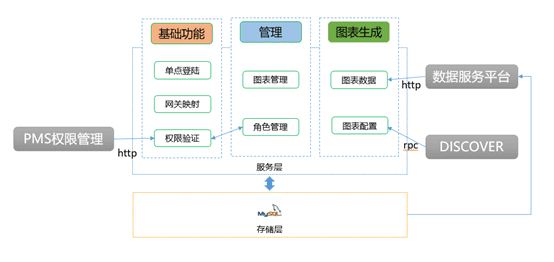 基础功能
管理
图表生成
单点登陆
图表管理
图表数据
数据服务平台
http
网关映射
PMS权限管理
http
权限验证
角色管理
图表配置
rpc
DISCOVER
服务层
MySQL
存储层